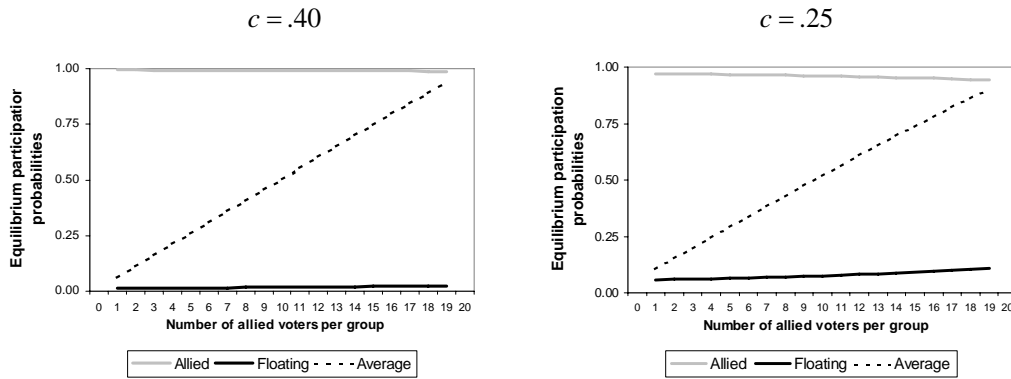 c = .40
Equilibrium participatior
probabilities
1.00
0.75
0.50
0.25
0.00
0 1 2 3 4 5 6 7 8 9 10 11 12 13 14 15 16 17 18 19 20
Number of allied voters per group
Allied Floating Average
c = .25
Equilibrium participation
probabilities
1.00
0.75
0.50
0.25
0.00
0 1 2 3 4 5 6 7 8 9 10 11 12 13 14 15 16 17 18 19 20
Number of allied voters per group
Allied Floating Average